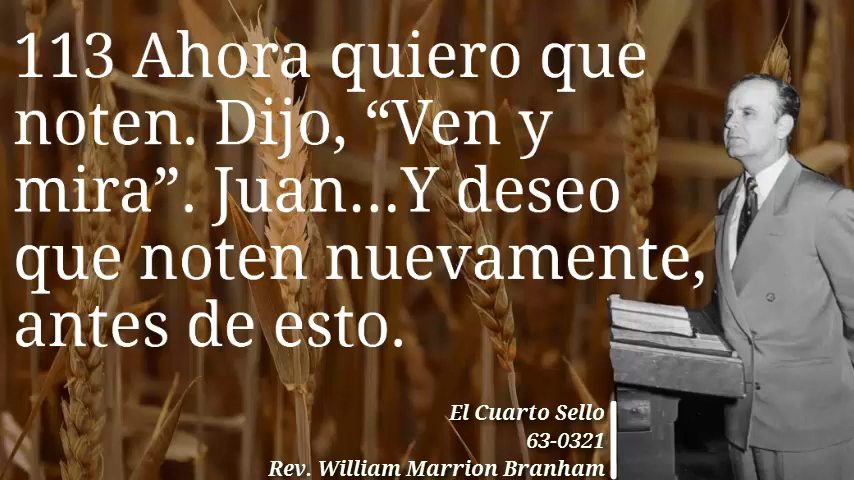 113 Ahora quiero que
noten. Dijo, “Ven y
mira”. Juan...Y deseo
que noten nuevamente,
antes de esto.
El Cuarto Sello
63-0321
Rev. William Marrion Branham